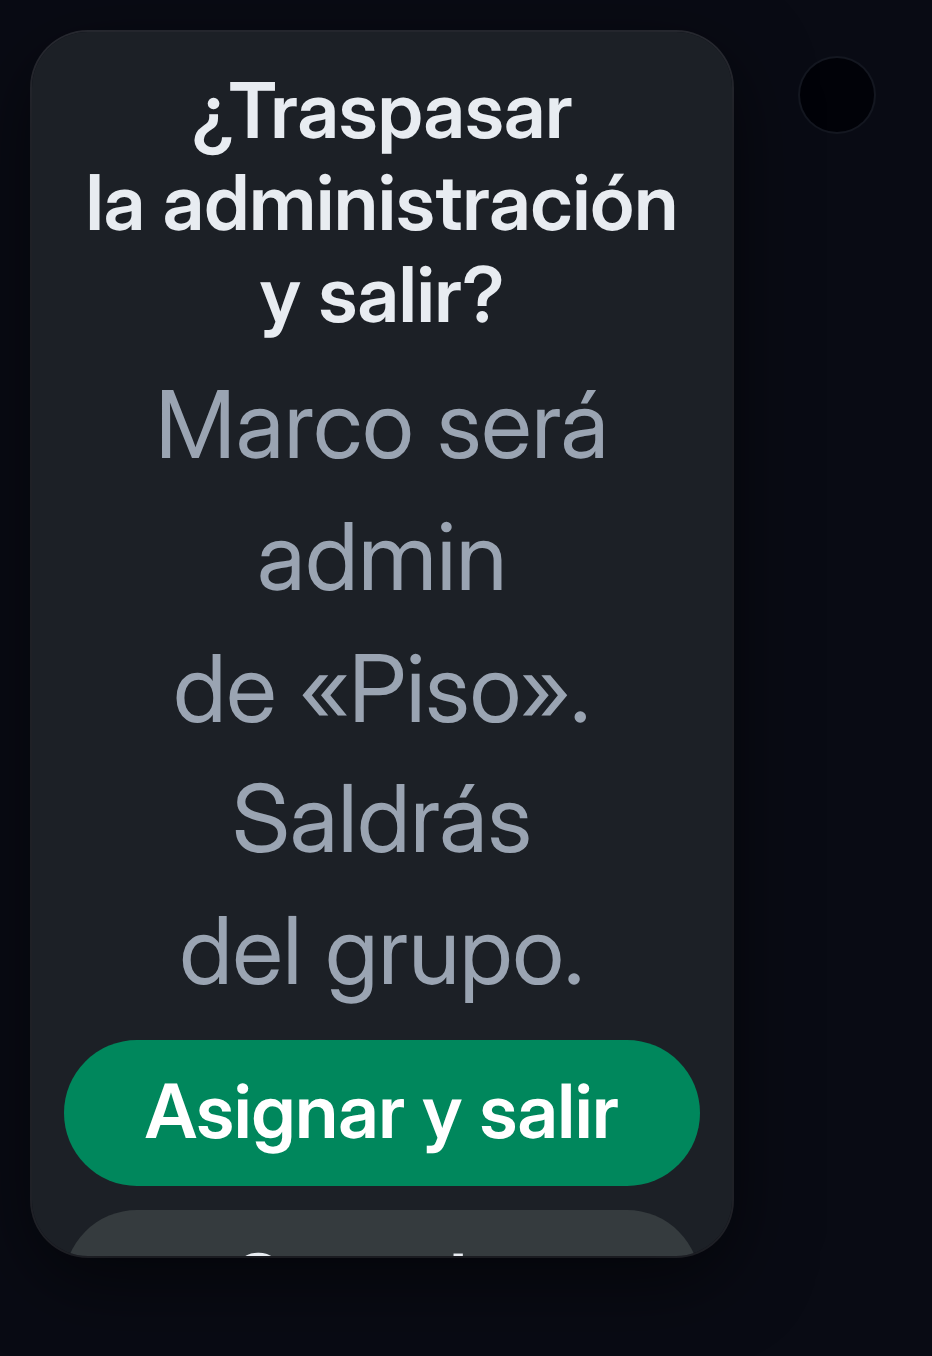 ¿Traspasar
la administración
y salir?
Marco será
admin
de «Piso».
Saldrás
del grupo.
Asignar y salir